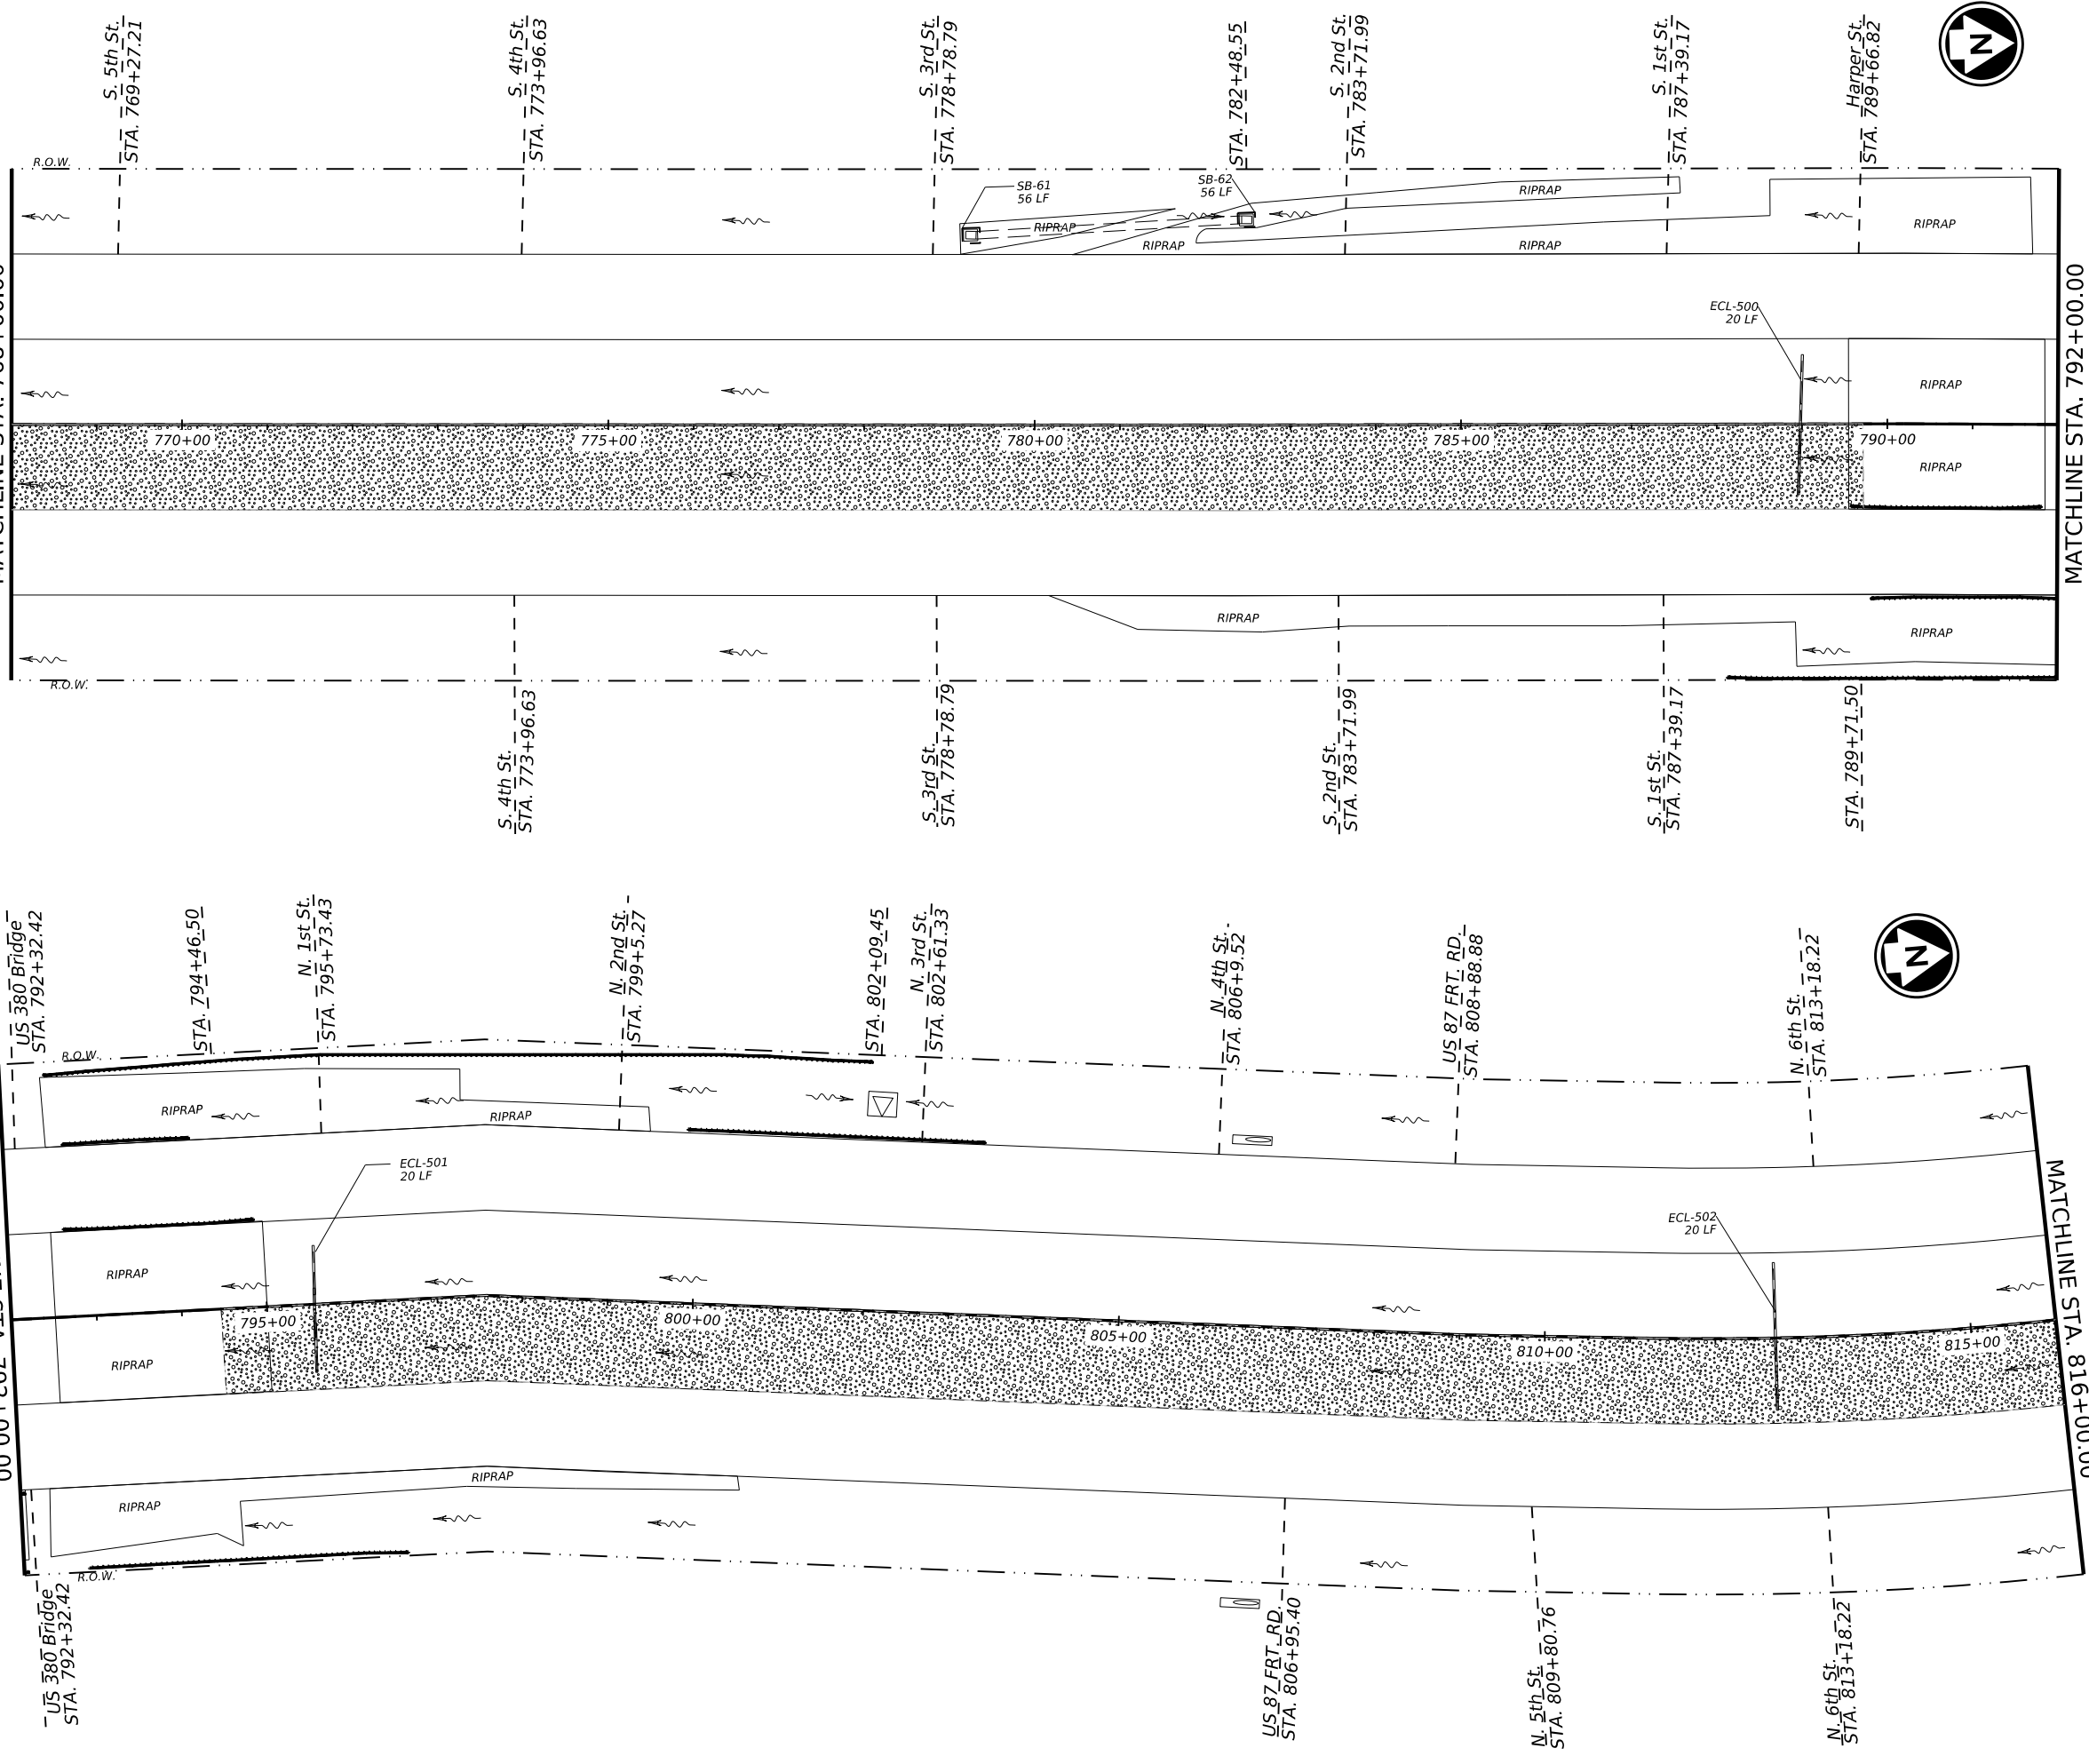 S. 5th St.
STA. 769+27.21
S. 4th St.
STA. 773+96.63
S. 3rd St.
STA. 778+78.79
STA. 782+48.55
S. 2nd St.
STA. 783+71.99
S. 1st St.
STA. 787+39.17
Harper St.
STA. 789+66.82
N
R.O.W.
SB-61
56 LF
SB-62
56 LF
RIPRAP
RIPRAP
RIPRAP
RIPRAP
RIPRAP
ECL-500
20 LF
RIPRAP
770+00
775+00
780+00
785+00
790+00
RIPRAP
MATCHLINE STA. 792+00.00
RIPRAP
RIPRAP
R.O.W.
S. 4th St.
STA. 773+96.63
S. 3rd St.
STA. 778+78.79
S. 2nd St.
STA. 783+71.99
S. 1st St.
STA. 787+39.17
STA. 789+71.50
US 380 Bridge
STA. 792+32.42
STA. 794+46.50
N. 1st St.
STA. 795+73.43
N. 2nd St.
STA. 799+5.27
STA. 802+09.45
N. 3rd St.
STA. 802+61.33
N. 4th St.
STA. 806+9.52
US 87 FRT. RD.
STA. 808+88.88
N. 6th St.
STA. 813+18.22
N
R.O.W.
RIPRAP
RIPRAP
ECL-501
20 LF
ECL-502
20 LF
RIPRAP
795+00
800+00
805+00
810+00
815+00
RIPRAP
MATCHLINE STA. 816+00.00
RIPRAP
RIPRAP
R.O.W.
US 380 Bridge
STA. 792+32.42
US 87 FRT. RD.
STA. 806+95.40
N. 5th St.
STA. 809+80.76
N. 6th St.
STA. 813+18.22